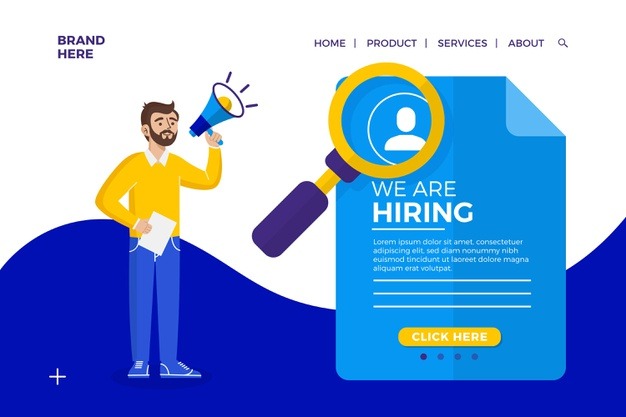 BRAND
HERE
HOME | PRODUCT | SERVICES | ABOUT
WE ARE
HIRING
Lorem ipsum dolor sit amet, consectetuer
adipiscing elit, sed diam nonummy nibh
euismod tincidunt ut laoreet dolore magna
aliquam erat volutpat.
CLICK HERE